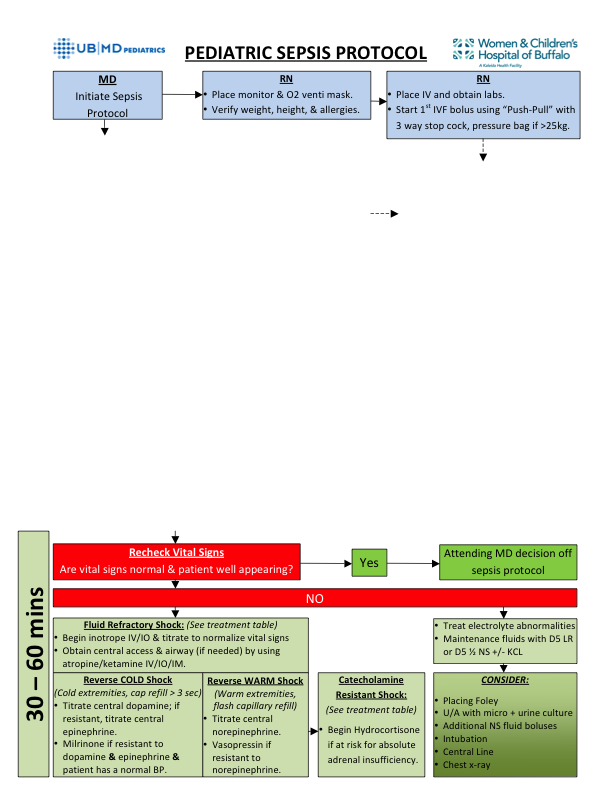 UB|MD PEDIATRICS
PEDIATRIC SEPSIS PROTOCOL
Women & Children's
Hospital of Buffalo
A Kaleida Health Facility
MD
Initiate Sepsis
Protocol
RN
• Place monitor & O2 venti mask.
• Verify weight, height, & allergies.
RN
• Place IV and obtain labs.
• Start 1st IVF bolus using “Push-Pull” with
3 way stop cock, pressure bag if >25kg.
30 – 60 mins
Recheck Vital Signs
Are vital signs normal & patient well appearing?
Yes
Attending MD decision off
sepsis protocol
NO
Fluid Refractory Shock: (See treatment table)
• Begin inotrope IV/IO & titrate to normalize vital signs
• Obtain central access & airway (if needed) by using
atropine/ketamine IV/IO/IM.
• Treat electrolyte abnormalities
• Maintenance fluids with D5 LR
or D5 ½ NS +/- KCL
Reverse COLD Shock
(Cold extremities, cap refill > 3 sec)
• Titrate central dopamine; if
resistant, titrate central
epinephrine.
• Milrinone if resistant to
dopamine & epinephrine &
patient has a normal BP.
Reverse WARM Shock
(Warm extremities,
flash capillary refill)
• Titrate central
norepinephrine.
• Vasopressin if
resistant to
norepinephrine.
Catecholamine
Resistant Shock:
(See treatment table)
• Begin Hydrocortisone
if at risk for absolute
adrenal insufficiency.
CONSIDER:
• Placing Foley
• U/A with micro + urine culture
• Additional NS fluid boluses
• Intubation
• Central Line
• Chest x-ray